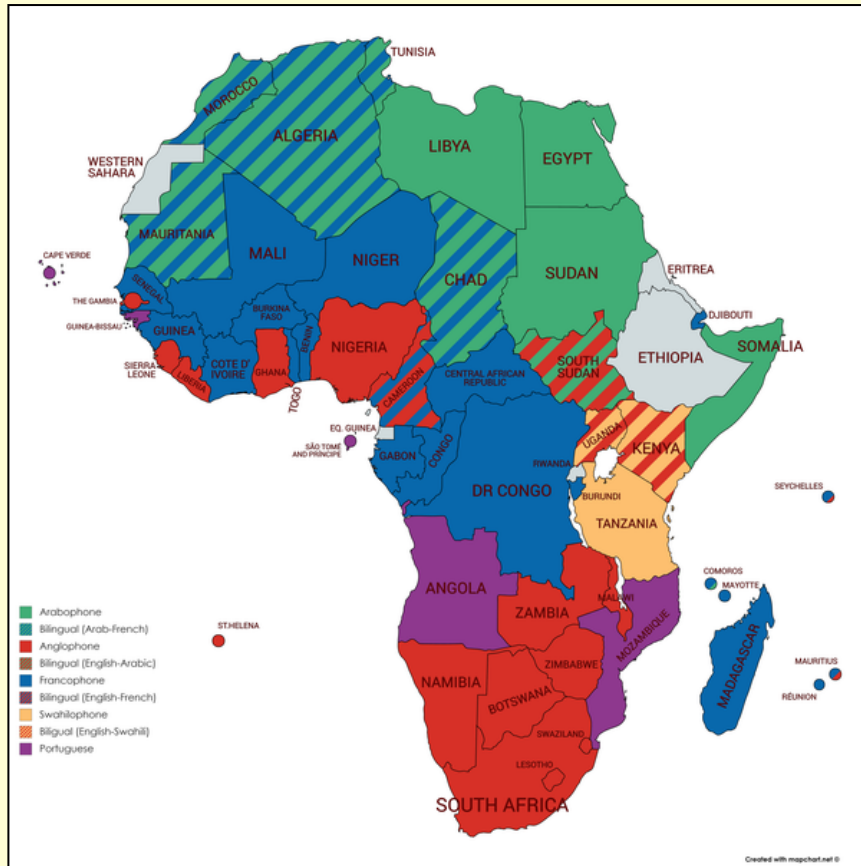 TUNISIA
MOROCCO
ALGERIA
LIBYA
EGYPT
WESTERN
SAHARA
MAURITANIA
MALI
NIGER
CHAD
SUDAN
ERITREA
CAPE VERDE
SENEGAL
THE GAMBIA
GUINEA-BISSAU
GUINEA
BURKINA
FASO
BENIN
DJIBOUTI
SOMALIA
ETHIOPIA
NIGERIA
SIERRA
LEONE
LIBERIA
COTE D'
IVOIRE
GHANA
TOGO
CAMEROON
CENTRAL AFRICAN
REPUBLIC
SOUTH
SUDAN
EQ. GUINEA
SÃO TOMÉ
AND PRÍNCIPE
GABON
CONGO
DR CONGO
UGANDA
KENYA
RWANDA
BURUNDI
TANZANIA
SEYCHELLES
COMOROS
MAYOTTE
ANGOLA
ZAMBIA
MALAWI
MOZAMBIQUE
ST.HELENA
ZIMBABWE
NAMIBIA
BOTSWANA
MADAGASCAR
MAURITIUS
RÉUNION
SWAZILAND
LESOTHO
SOUTH AFRICA
Arabophone
Bilingual (Arab-French)
Anglophone
Bilingual (English-Arabic)
Francophone
Bilingual (English-French)
Swahilophone
Biligual (English-Swahili)
Portuguese
Created with mapchart.net ©